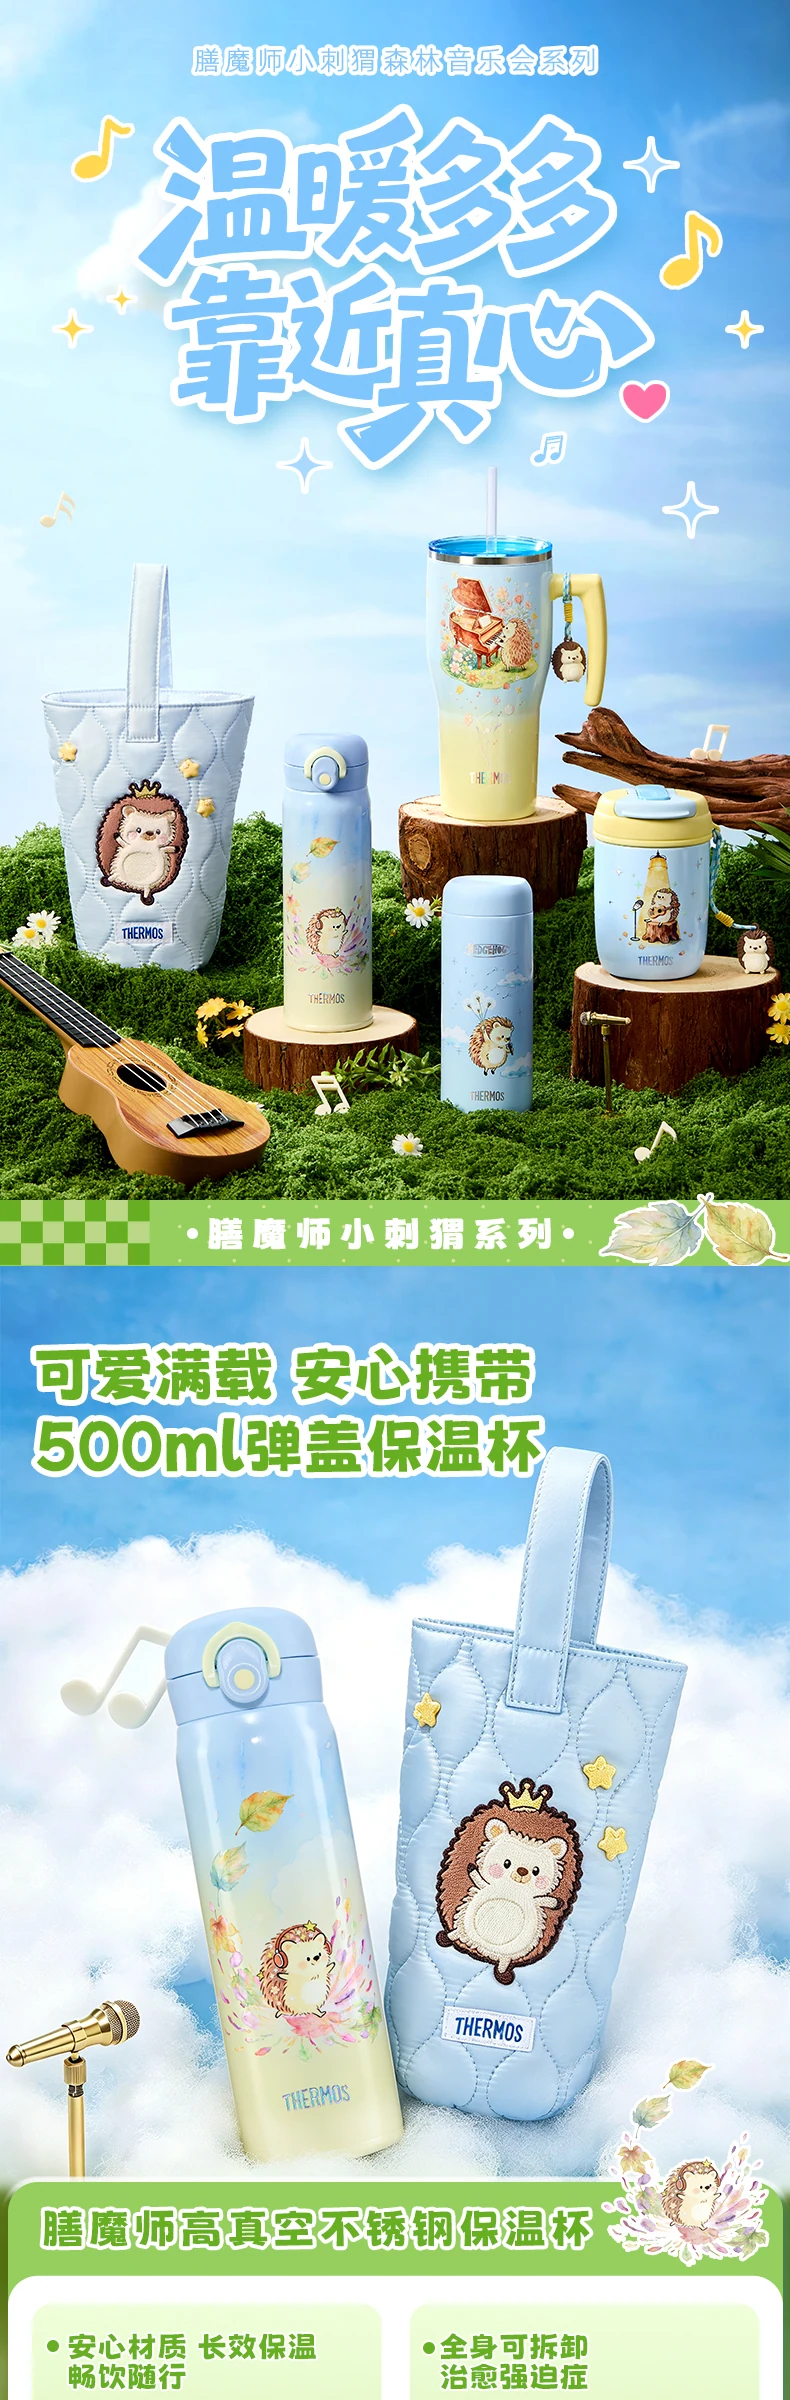 膳魔师小刺猬森林音乐会系列
温暖多多
靠近真心
THERMOS
THERMOS
THERMOS
HEDGEHOG
THERMOS
THERMOS
•膳魔师小刺猬系列•
可爱满载 安心携带
500ml弹盖保温杯
THERMOS
THERMOS
膳魔师高真空不锈钢保温杯
•安心材质 长效保温
畅饮随行
•全身可拆卸
治愈强迫症